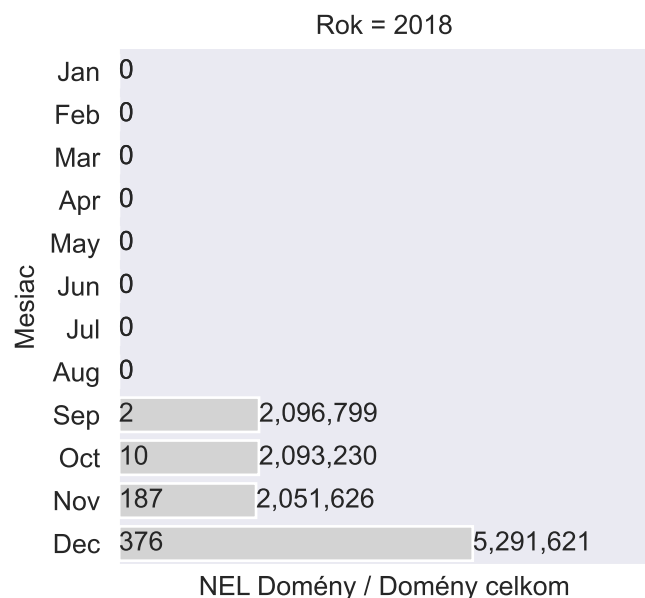 Rok = 2018
Mesiac
Jan 0
Feb 0
Mar 0
Apr 0
May 0
Jun 0
Jul 0
Aug 0
Sep 2 2,096,799
Oct 10 2,093,230
Nov 187 2,051,626
Dec 376 5,291,621
NEL Domény / Domény celkom